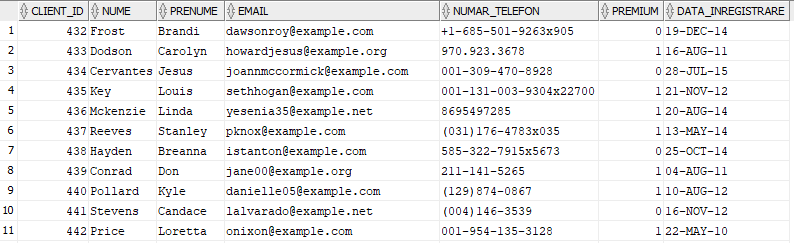 CLIENT_ID NUME PRENUME EMAIL NUMAR_TELEFON PREMIUM DATA_INREGISTRARE
1 432 Frost Brandi dawsonroy@example.com +1-685-501-9263x905 0 19-DEC-14
2 433 Dodson Carolyn howardjesus@example.org 970.923.3678 1 16-AUG-11
3 434 Cervantes Jesus joannmccormick@example.com 001-309-470-8928 0 28-JUL-15
4 435 Key Louis sethhogan@example.com 001-131-003-9304x22700 1 21-NOV-12
5 436 Mckenzie Linda yesenia35@example.net 8695497285 1 20-AUG-14
6 437 Reeves Stanley pknox@example.com (031)176-4783x035 1 13-MAY-14
7 438 Hayden Breanna istanton@example.com 585-322-7915x5673 0 25-OCT-14
8 439 Conrad Don jane00@example.org 211-141-5265 1 04-AUG-11
9 440 Pollard Kyle danielle05@example.com (129)874-0867 1 10-AUG-12
10 441 Stevens Candace lalvarado@example.net (004)146-3539 0 16-NOV-12
11 442 Price Loretta onixon@example.com 001-954-135-3128 1 22-MAY-10